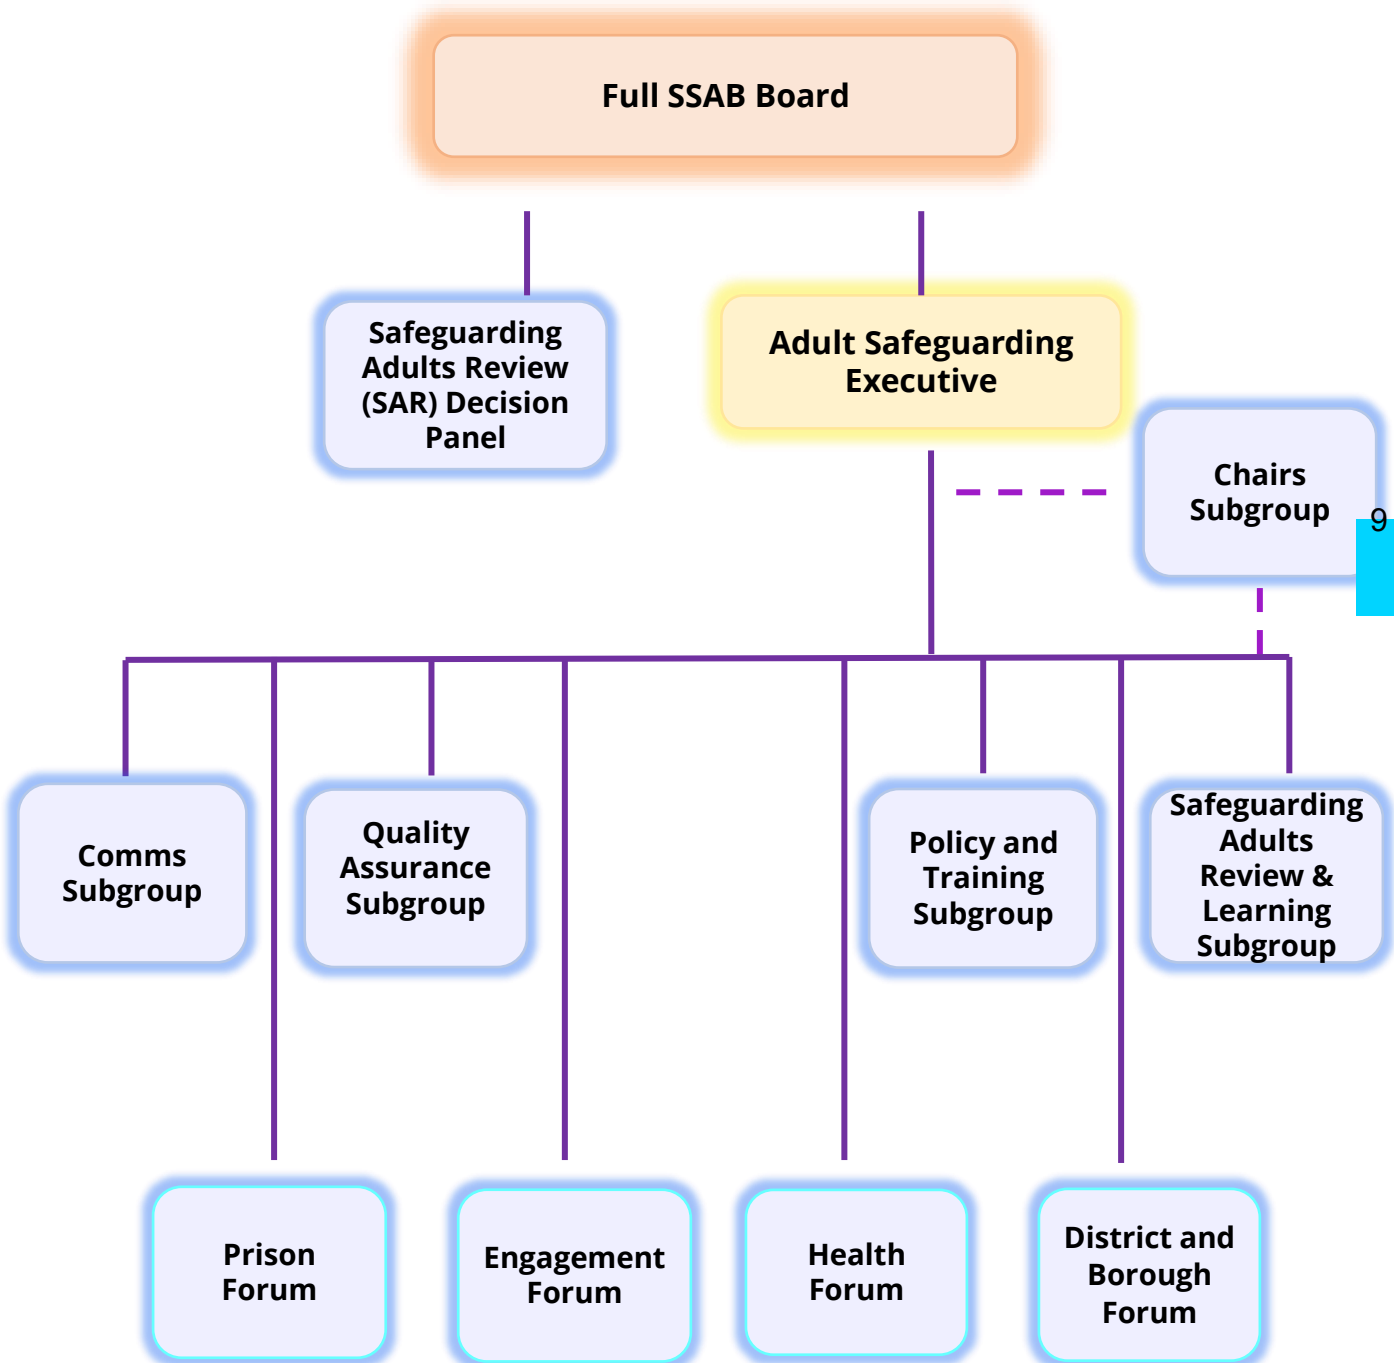 Full SSAB Board
Safeguarding
Adults Review
(SAR) Decision
Panel
Adult Safeguarding
Executive
Chairs
Subgroup
9
Comms
Subgroup
Quality
Assurance
Subgroup
Policy and
Training
Subgroup
Safeguarding
Adults
Review &
Learning
Subgroup
Prison
Forum
Engagement
Forum
Health
Forum
District and
Borough
Forum